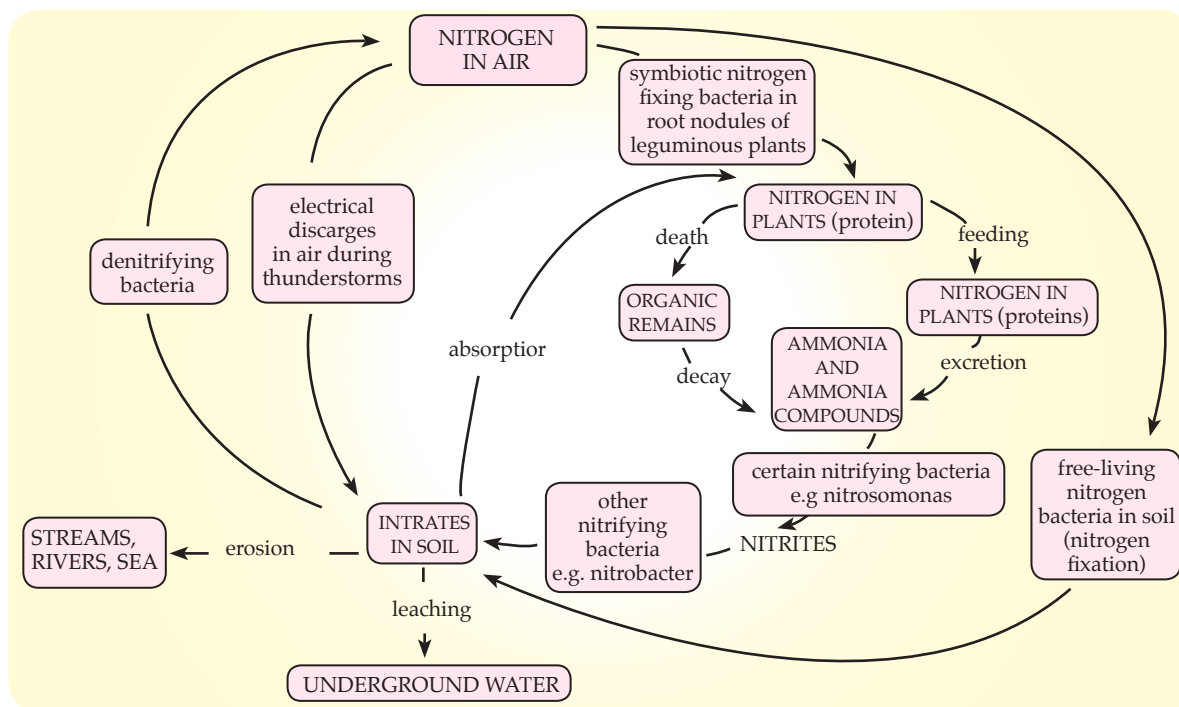 NITROGEN
IN AIR
symbiotic nitrogen
fixing bacteria in
root nodules of
leguminous plants
electrical
discarges
in air during
thunderstorms
denitrifying
bacteria
NITROGEN IN
PLANTS (protein)
death
feeding
ORGANIC
REMAINS
NITROGEN IN
PLANTS (proteins)
absorptior
decay
AMMONIA
AND
AMMONIA
COMPOUNDS
excretion
certain nitrifying bacteria
e.g nitrosomonas
free-living
nitrogen
bacteria in soil
(nitrogen
fixation)
other
nitrifying
bacteria
e.g. nitrobacter
NITRITES
INTRATES
IN SOIL
erosion
STREAMS,
RIVERS, SEA
leaching
UNDERGROUND WATER